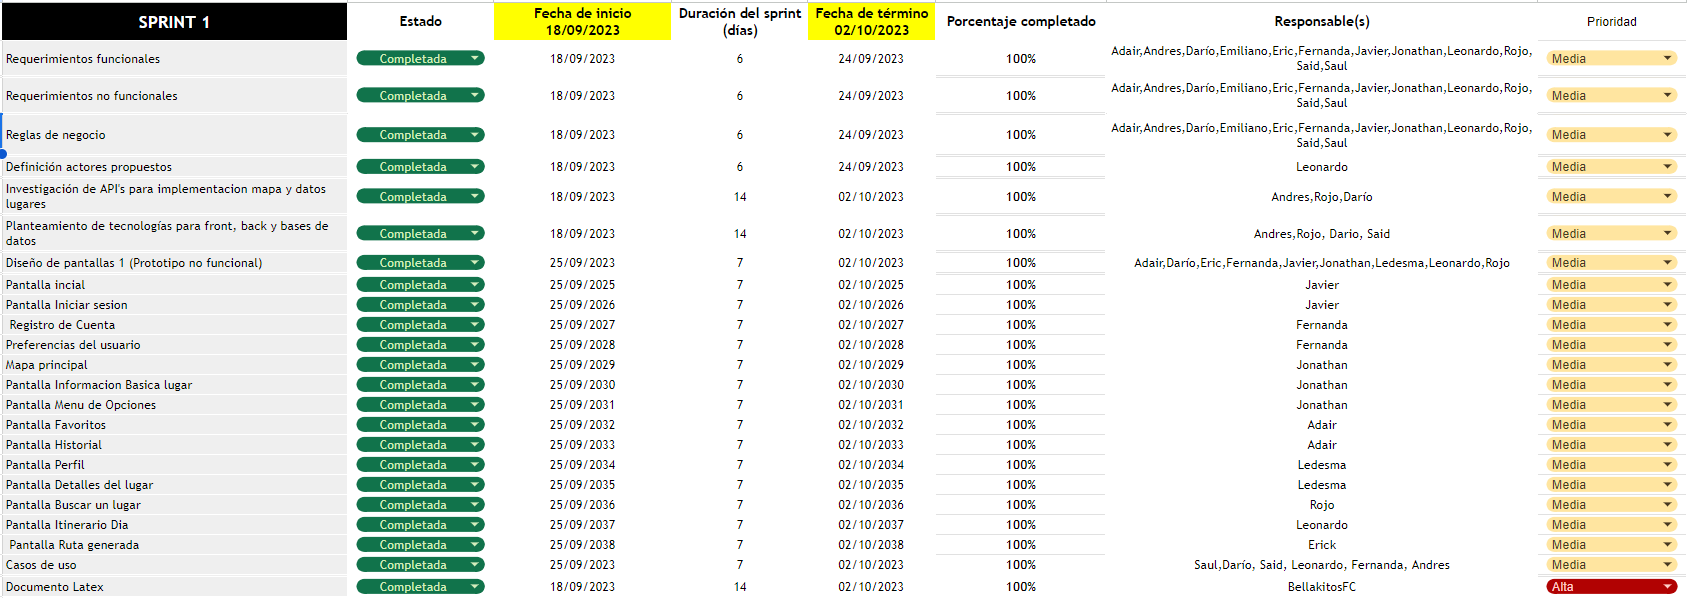 SPRINT 1 Estado Fecha de inicio 18/09/2023 Duración del sprint (días) Fecha de término 02/10/2023 Porcentaje completado Responsable(s) Prioridad
Requerimientos funcionales Completada 18/09/2023 6 24/09/2023 100% Adair,Andres,Darío,Emiliano,Eric,Fernanda,Javier,Jonathan,Leonardo,Rojo, Said,Saul Media
Requerimientos no funcionales Completada 18/09/2023 6 24/09/2023 100% Adair,Andres,Darío,Emiliano,Eric,Fernanda,Javier,Jonathan,Leonardo,Rojo, Said,Saul Media
Reglas de negocio Completada 18/09/2023 6 24/09/2023 100% Adair,Andres,Darío,Emiliano,Eric,Fernanda,Javier,Jonathan,Leonardo,Rojo, Said,Saul Media
Definición actores propuestos Completada 18/09/2023 6 24/09/2023 100% Leonardo Media
Investigación de API's para implementacion mapa y datos lugares Completada 18/09/2023 14 02/10/2023 100% Andres,Rojo,Darío Media
Planteamiento de tecnologías para front, back y bases de datos Completada 18/09/2023 14 02/10/2023 100% Andres,Rojo, Dario, Said Media
Diseño de pantallas 1 (Prototipo no funcional) Completada 25/09/2023 7 02/10/2023 100% Adair,Darío,Eric,Fernanda,Javier,Jonathan,Ledesma,Leonardo,Rojo Media
Pantalla incial Completada 25/09/2025 7 02/10/2025 100% Javier Media
Pantalla Iniciar sesion Completada 25/09/2026 7 02/10/2026 100% Javier Media
Registro de Cuenta Completada 25/09/2027 7 02/10/2027 100% Fernanda Media
Preferencias del usuario Completada 25/09/2028 7 02/10/2028 100% Fernanda Media
Mapa principal Completada 25/09/2029 7 02/10/2029 100% Jonathan Media
Pantalla Informacion Basica lugar Completada 25/09/2030 7 02/10/2030 100% Jonathan Media
Pantalla Menu de Opciones Completada 25/09/2031 7 02/10/2031 100% Jonathan Media
Pantalla Favoritos Completada 25/09/2032 7 02/10/2032 100% Adair Media
Pantalla Historial Completada 25/09/2033 7 02/10/2033 100% Adair Media
Pantalla Perfil Completada 25/09/2034 7 02/10/2034 100% Ledesma Media
Pantalla Detalles del lugar Completada 25/09/2035 7 02/10/2035 100% Ledesma Media
Pantalla Buscar un lugar Completada 25/09/2036 7 02/10/2036 100% Rojo Media
Pantalla Itinerario Dia Completada 25/09/2037 7 02/10/2037 100% Leonardo Media
Pantalla Ruta generada Completada 25/09/2038 7 02/10/2038 100% Erick Media
Casos de uso Completada 25/09/2023 7 02/10/2023 100% Saul,Darío, Said, Leonardo, Fernanda, Andres Media
Documento Latex Completada 18/09/2023 14 02/10/2023 100% BellakitosFC Alta